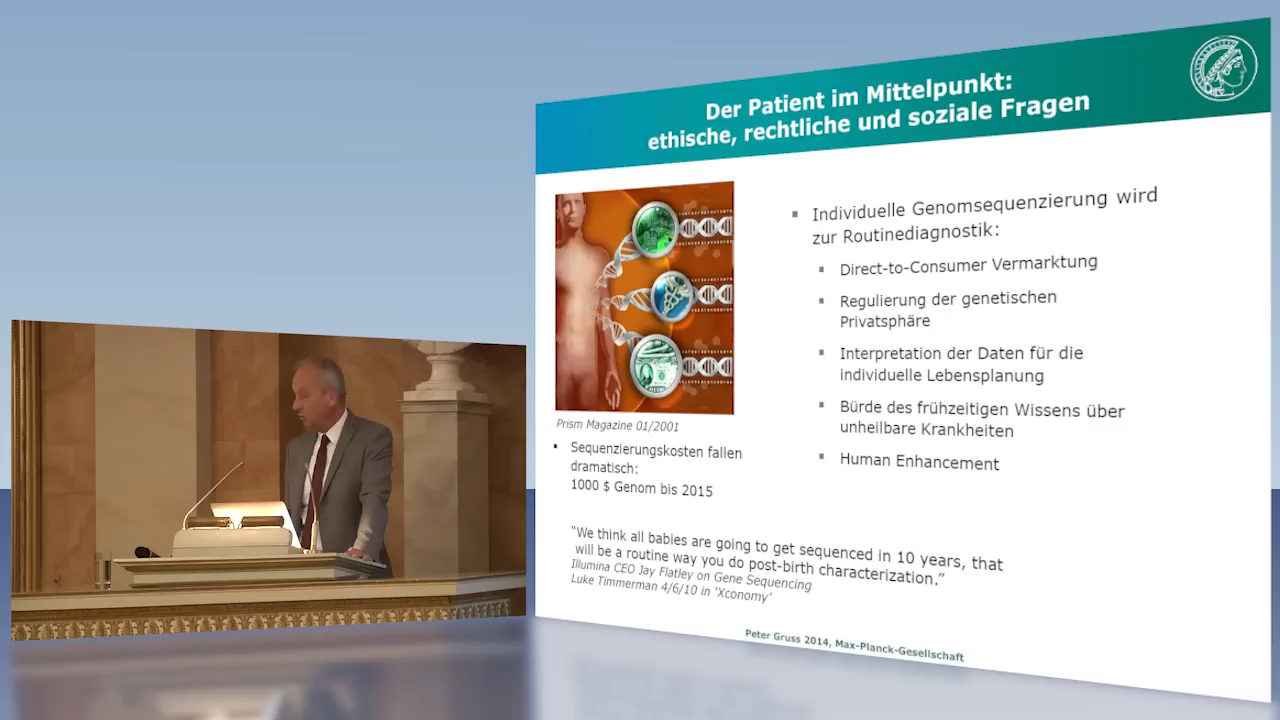 Der Patient im Mittelpunkt:
ethische, rechtliche und soziale Fragen
Prism Magazine 01/2001
▪ Sequenzierungskosten fallen
dramatisch:
1000 $ Genom bis 2015
▪ Individuelle Genomsequenzierung wird
zur Routinediagnostik:
▪ Direct-to-Consumer Vermarktung
▪ Regulierung der genetischen
Privatsphäre
▪ Interpretation der Daten für die
individuelle Lebensplanung
▪ Bürde des frühzeitigen Wissens über
unheilbare Krankheiten
▪ Human Enhancement
“We think all babies are going to get sequenced in 10 years, that
will be a routine way you do post-birth characterization.”
Illumina CEO Jay Flatley on Gene Sequencing
Luke Timmerman 4/6/10 in ‘Xconomy’
Peter Gruss 2014, Max-Planck-Gesellschaft